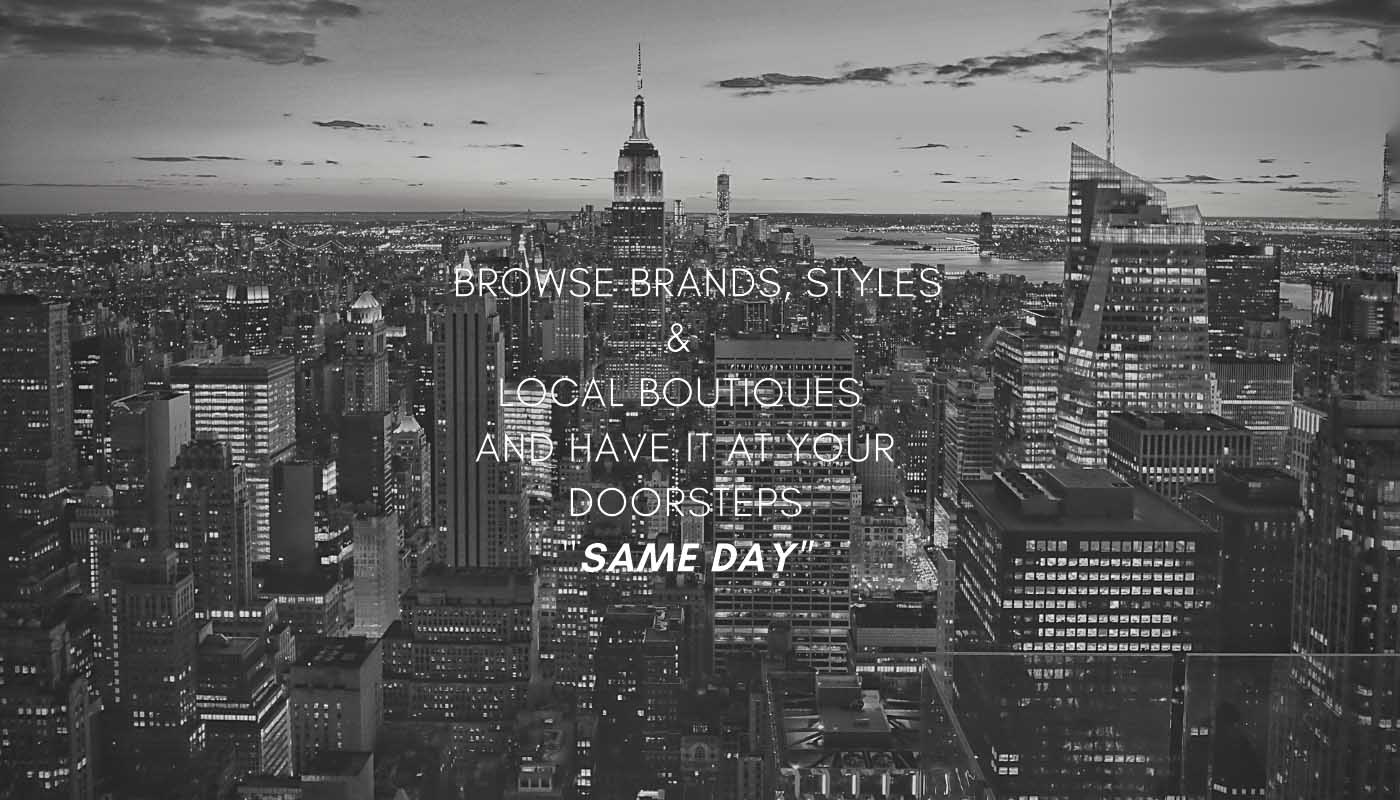 BROWSE BRANDS, STYLES
&
LOCAL BOUTIQUES
AND HAVE IT AT YOUR
DOORSTEPS
"SAME DAY"